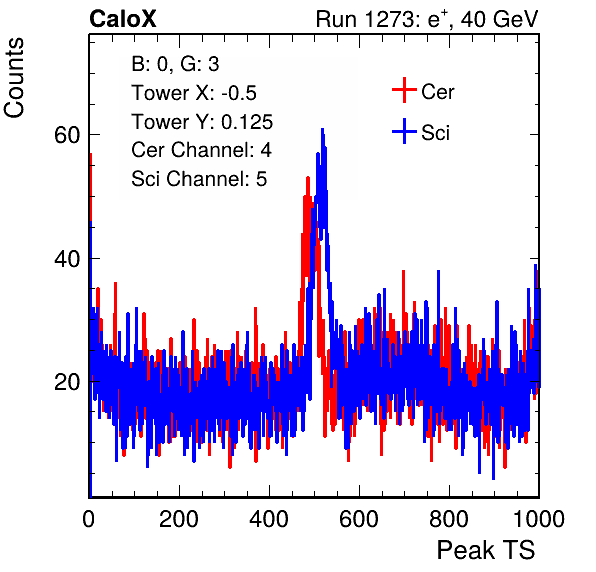 CaloX Run 1273: e⁺, 40 GeV
Counts
B: 0, G: 3
Tower X: -0.5
Tower Y: 0.125
Cer Channel: 4
Sci Channel: 5
Cer
Sci
60
40
20
0 200 400 600 800 1000
Peak TS